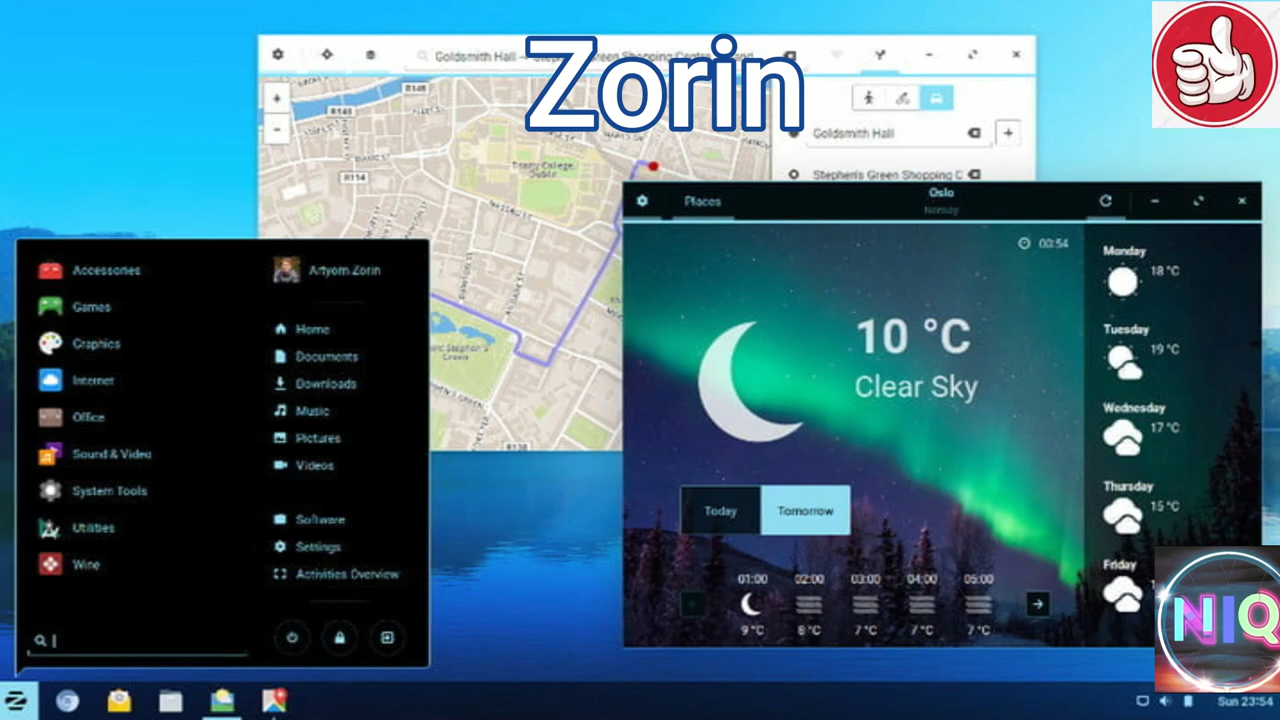 Zorin
Goldsmith Hall
R148
R148
R114
Trinity College,
Dublin
Goldsmith Hall
Stephen's Green Shopping C
Places
Oslo
Norway
00:54
10 °C
Clear Sky
Today
Tomorrow
01:00
02:00
03:00
04:00
05:00
9 °C
8 °C
7 °C
7 °C
7 °C
Monday
18 °C
Tuesday
19 °C
Wednesday
17 °C
Thursday
15 °C
Friday
Accessories
Games
Graphics
Internet
Office
Sound & Video
System Tools
Utilities
Wine
Artyom Zorin
Home
Documents
Downloads
Music
Pictures
Videos
Software
Settings
Activities Overview
NIQ
Sun 23:54